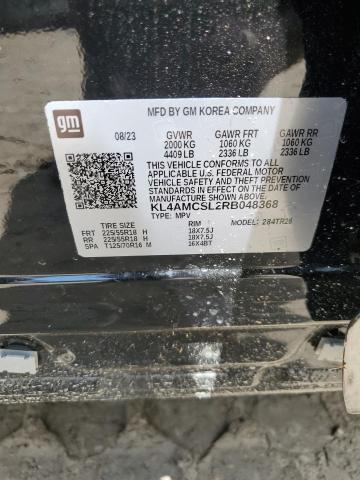 gm
MFD BY GM KOREA COMPANY
08/23 GVWR GAWR FRT GAWR RR
2000 KG 1060 KG 1060 KG
4409 LB 2336 LB 2336 LB
THIS VEHICLE CONFORMS TO ALL
APPLICABLE U.S. FEDERAL MOTOR
VEHICLE SAFETY AND THEFT PREVENTION
STANDARDS IN EFFECT ON THE DATE OF
MANUFACTURE SHOWN ABOVE.
KL4AMCSL2RB048368
TYPE: MPV MODEL: 284TR26
TIRE SIZE RIM
FRT 225/55R18 H 18X7.5J
RR 225/55R18 H 18X7.5J
SPA T125/70R16 M 16X4BT